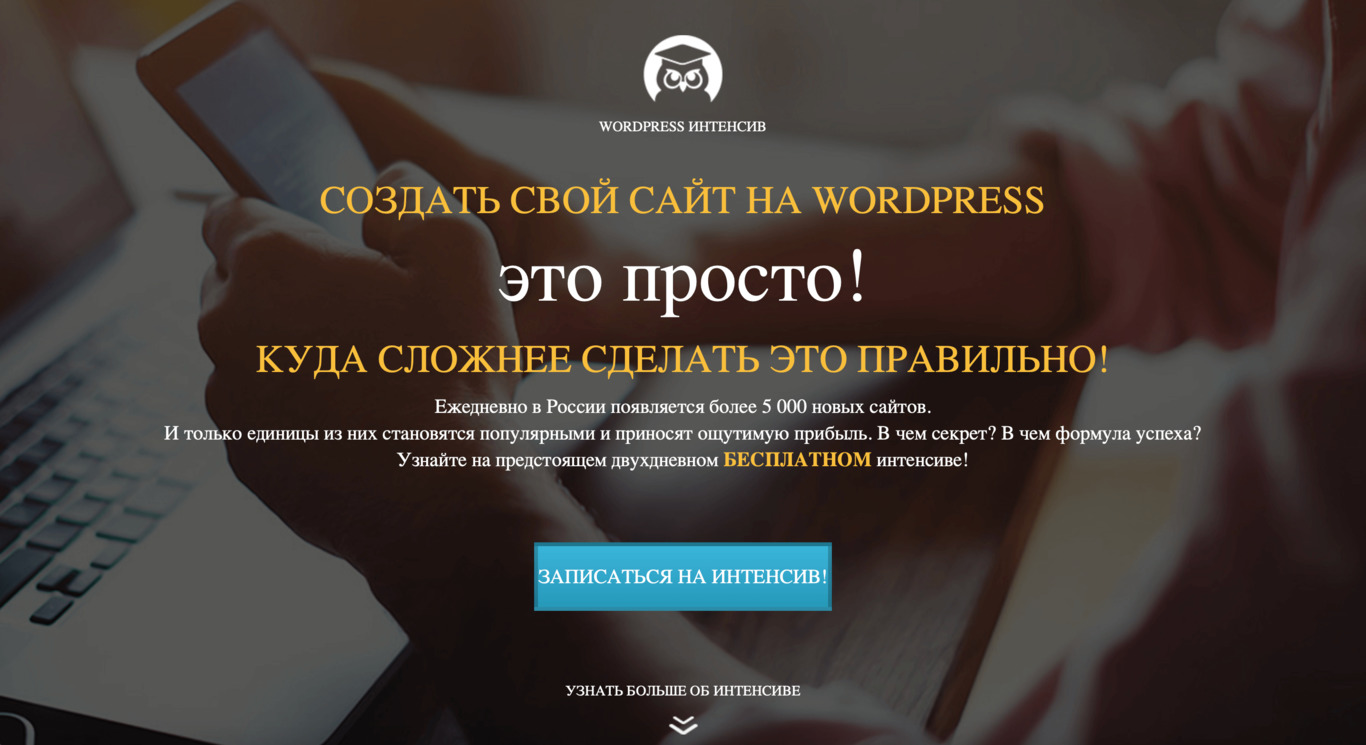 WORDPRESS ИНТЕНСИВ
СОЗДАТЬ СВОЙ САЙТ НА WORDPRESS
это просто!
КУДА СЛОЖНЕЕ СДЕЛАТЬ ЭТО ПРАВИЛЬНО!
Ежедневно в России появляется более 5 000 новых сайтов.
И только единицы из них становятся популярными и приносят ощутимую прибыль. В чем секрет? В чем формула успеха?
Узнайте на предстоящем двухдневном БЕСПЛАТНОМ интенсиве!
ЗАПИСАТЬСЯ НА ИНТЕНСИВ!
УЗНАТЬ БОЛЬШЕ ОБ ИНТЕНСИВЕ